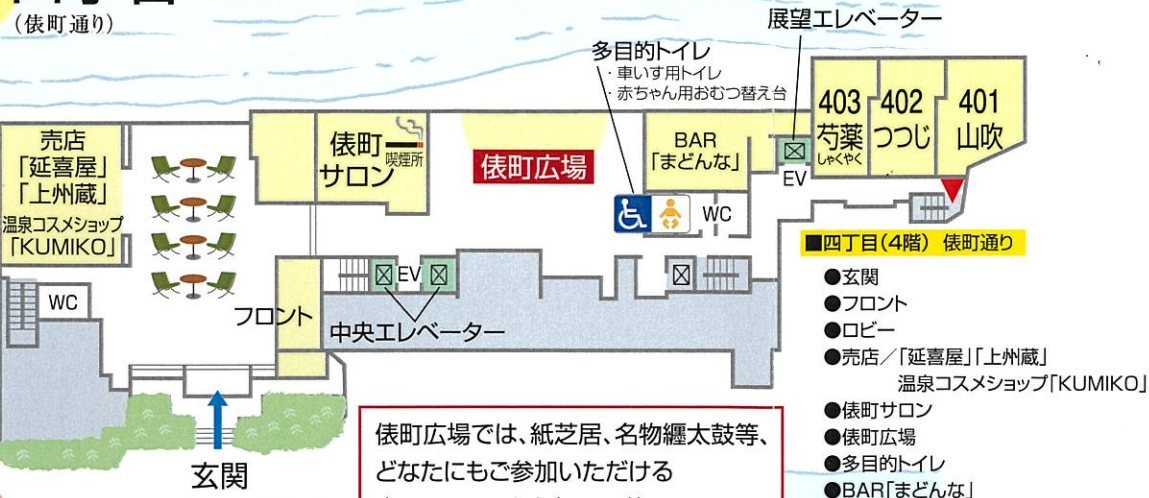 (俵町通り)
展望エレベーター
多目的トイレ
・車いす用トイレ
・赤ちゃん用おむつ替え台
売店
「延喜屋」
「上州蔵」
温泉コスメショップ
「KUMIKO」
俵町
サロン
喫煙所
俵町広場
BAR
「まどんな」
EV
403
芍薬
しゃくやく
402
つつじ
401
山吹
WC
WC
EV
フロント
中央エレベーター
玄関
■四丁目(4階) 俵町通り
●玄関
●フロント
●ロビー
●売店/「延喜屋」「上州蔵」
温泉コスメショップ「KUMIKO」
●俵町サロン
●俵町広場
●多目的トイレ
●BAR「まどんな」
俵町広場では、紙芝居、名物纏太鼓等、
どなたにもご参加いただける